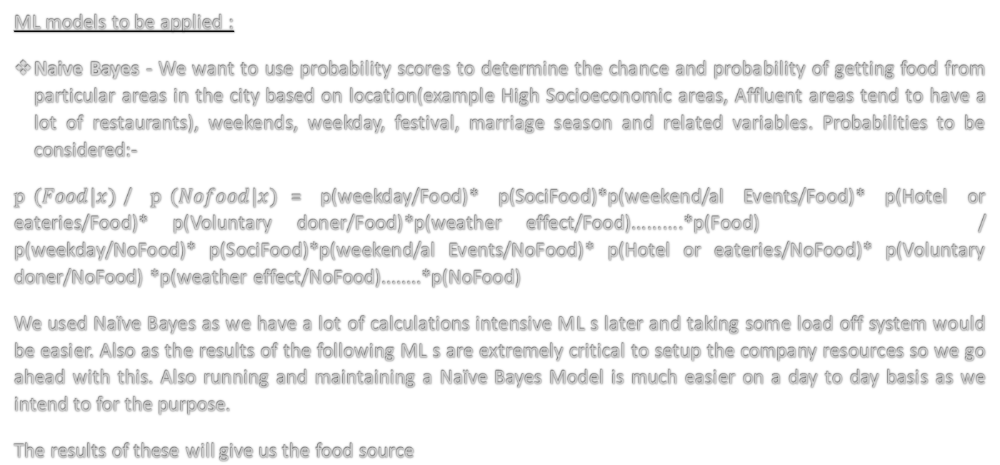 ML models to be applied :
❖ Naive Bayes - We want to use probability scores to determine the chance and probability of getting food from
particular areas in the city based on location(example High Socioeconomic areas, Affluent areas tend to have a
lot of restaurants), weekends, weekday, festival, marriage season and related variables. Probabilities to be
considered:-
p (Food|x) / p (Nofood|x) = p(weekday/Food)* p(SociFood)*p(weekend/al Events/Food)* p(Hotel or
eateries/Food)* p(Voluntary doner/Food)*p(weather effect/Food)..........*p(Food) /
p(weekday/NoFood)* p(SociFood)*p(weekend/al Events/NoFood)* p(Hotel or eateries/NoFood)* p(Voluntary
doner/NoFood) *p(weather effect/NoFood)........*p(NoFood)
We used Naïve Bayes as we have a lot of calculations intensive ML s later and taking some load off system would
be easier. Also as the results of the following ML s are extremely critical to setup the company resources so we go
ahead with this. Also running and maintaining a Naïve Bayes Model is much easier on a day to day basis as we
intend to for the purpose.
The results of these will give us the food source